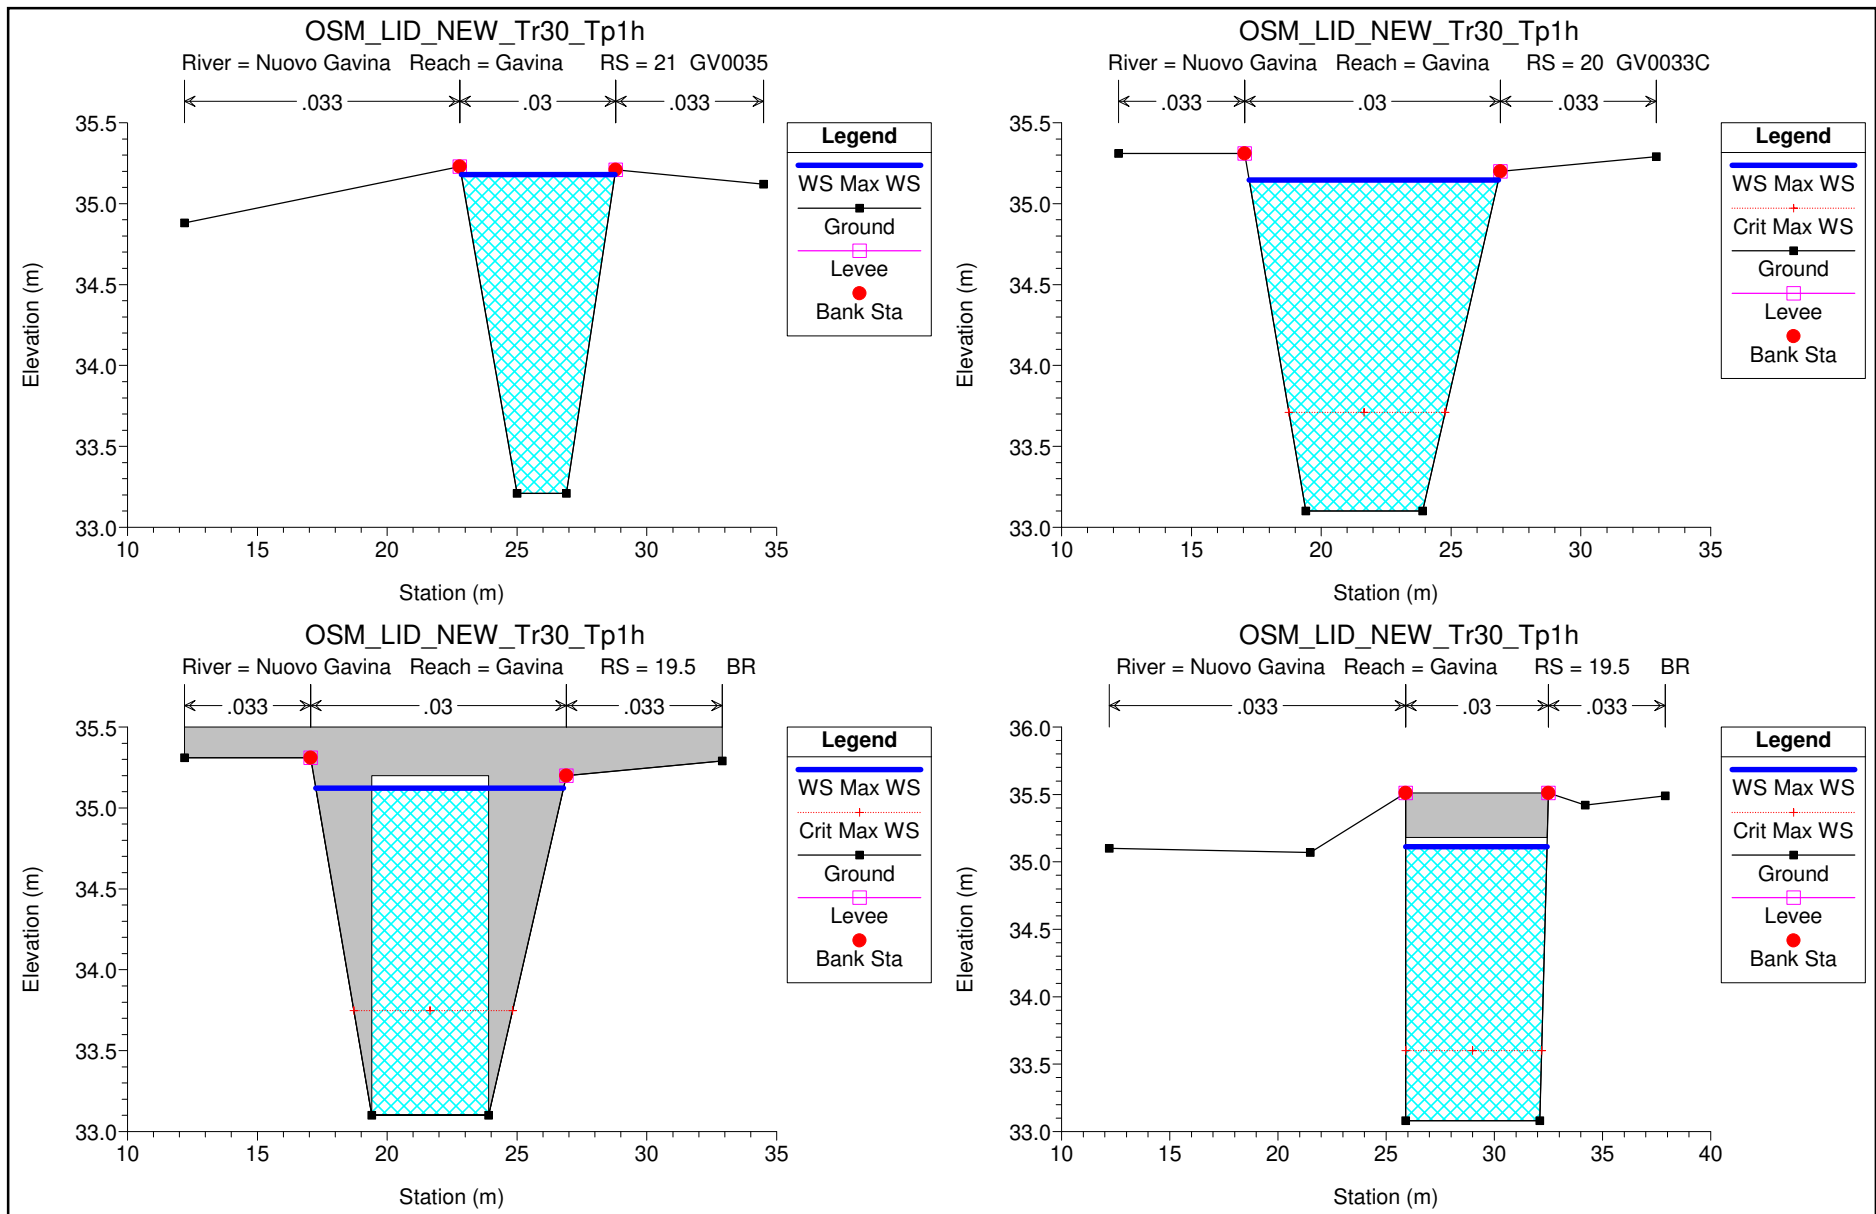 OSM_LID_NEW_Tr30_Tp1h
River = Nuovo Gavina Reach = Gavina RS = 21 GV0035
.033 .03 .033
35.5
35.0
34.5
34.0
33.5
33.0
10 15 20 25 30 35
Station (m)
Elevation (m)
Legend
WS Max WS
Ground
Levee
Bank Sta
OSM_LID_NEW_Tr30_Tp1h
River = Nuovo Gavina Reach = Gavina RS = 20 GV0033C
.033 .03 .033
35.5
35.0
34.5
34.0
33.5
33.0
10 15 20 25 30 35
Station (m)
Elevation (m)
Legend
WS Max WS
Crit Max WS
Ground
Levee
Bank Sta
OSM_LID_NEW_Tr30_Tp1h
River = Nuovo Gavina Reach = Gavina RS = 19.5 BR
.033 .03 .033
35.5
35.0
34.5
34.0
33.5
33.0
10 15 20 25 30 35
Station (m)
Elevation (m)
Legend
WS Max WS
Crit Max WS
Ground
Levee
Bank Sta
OSM_LID_NEW_Tr30_Tp1h
River = Nuovo Gavina Reach = Gavina RS = 19.5 BR
.033 .03 .033
36.0
35.5
35.0
34.5
34.0
33.5
33.0
10 15 20 25 30 35 40
Station (m)
Elevation (m)
Legend
WS Max WS
Crit Max WS
Ground
Levee
Bank Sta